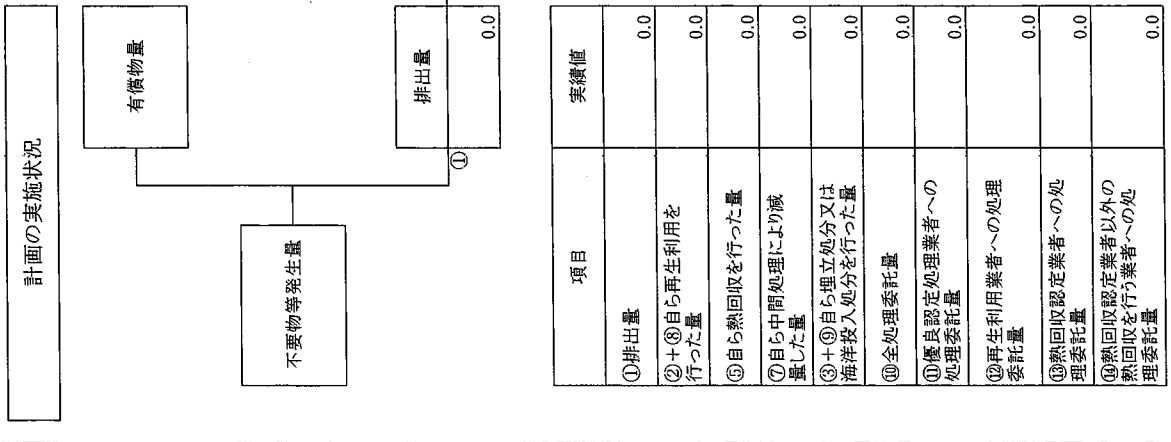 計画の実施状況
有償物量
不要物等発生量
①
排出量
0.0
項目
実績値
①排出量
0.0
②+⑧自ら再生利用を
行った量
0.0
⑤自ら熱回収を行った量
0.0
⑦自ら中間処理により減
量した量
0.0
③+⑨自ら埋立処分又は
海洋投入処分を行った量
0.0
⑩全処理委託量
0.0
⑪優良認定処理業者への
処理委託量
0.0
⑫再生利用業者への処理
委託量
0.0
⑬熱回収認定業者への処
理委託量
0.0
⑭熱回収認定業者以外の
熱回収を行う業者への処
理委託量
0.0